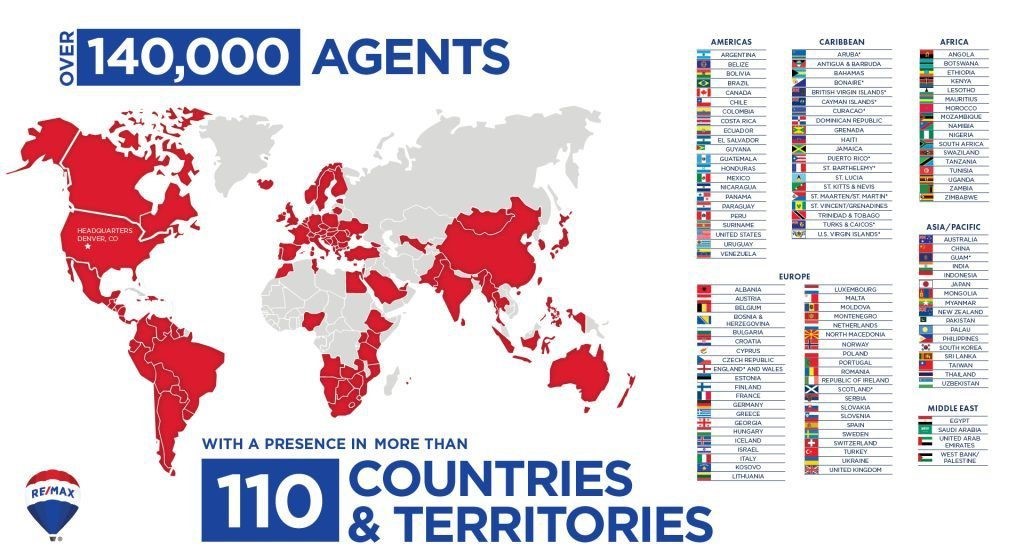 OVER
140,000 AGENTS
HEADQUARTERS
DENVER, CO
WITH A PRESENCE IN MORE THAN
110 COUNTRIES
& TERRITORIES
RE/MAX
®
AMERICAS
ARGENTINA
BELIZE
BOLIVIA
BRAZIL
CANADA
CHILE
COLOMBIA
COSTA RICA
ECUADOR
EL SALVADOR
GUYANA
GUATEMALA
HONDURAS
MEXICO
NICARAGUA
PANAMA
PARAGUAY
PERU
SURINAME
UNITED STATES
URUGUAY
VENEZUELA
CARIBBEAN
ARUBA*
ANTIGUA & BARBUDA
BAHAMAS
BONAIRE*
BRITISH VIRGIN ISLANDS*
CAYMAN ISLANDS*
CURACAO*
DOMINICAN REPUBLIC
GRENADA
HAITI
JAMAICA
PUERTO RICO*
ST. BARTHELEMY*
ST. LUCIA
ST. KITTS & NEVIS
ST. MAARTEN/ST. MARTIN*
ST. VINCENT/GRENADINES
TRINIDAD & TOBAGO
TURKS & CAICOS*
U.S. VIRGIN ISLANDS*
AFRICA
ANGOLA
BOTSWANA
ETHIOPIA
KENYA
LESOTHO
MAURITIUS
MOROCCO
MOZAMBIQUE
NAMIBIA
NIGERIA
SOUTH AFRICA
SWAZILAND
TANZANIA
TUNISIA
UGANDA
ZAMBIA
ZIMBABWE
EUROPE
ALBANIA
AUSTRIA
BELGIUM
BOSNIA &
HERZEGOVINA
BULGARIA
CROATIA
CYPRUS
CZECH REPUBLIC
ENGLAND* AND WALES
ESTONIA
FINLAND
FRANCE
GERMANY
GREECE
GEORGIA
HUNGARY
ICELAND
ISRAEL
ITALY
KOSOVO
LITHUANIA
LUXEMBOURG
MALTA
MOLDOVA
MONTENEGRO
NETHERLANDS
NORTH MACEDONIA
NORWAY
POLAND
PORTUGAL
ROMANIA
REPUBLIC OF IRELAND
SCOTLAND*
SERBIA
SLOVAKIA
SLOVENIA
SPAIN
SWEDEN
SWITZERLAND
TURKEY
UKRAINE
UNITED KINGDOM
ASIA/PACIFIC
AUSTRALIA
CHINA
GUAM*
INDIA
INDONESIA
JAPAN
MONGOLIA
MYANMAR
NEW ZEALAND
PAKISTAN
PALAU
PHILIPPINES
SOUTH KOREA
SRI LANKA
TAIWAN
THAILAND
UZBEKISTAN
MIDDLE EAST
EGYPT
SAUDI ARABIA
UNITED ARAB
EMIRATES
WEST BANK/
PALESTINE